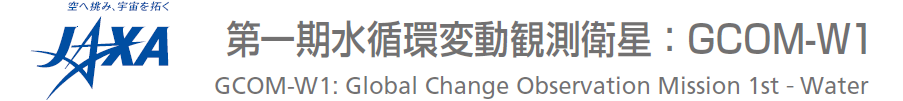 空へ挑み、宇宙を拓く
JAXA
第一期水循環変動観測衛星：GCOM-W1
GCOM-W1: Global Change Observation Mission 1st - Water